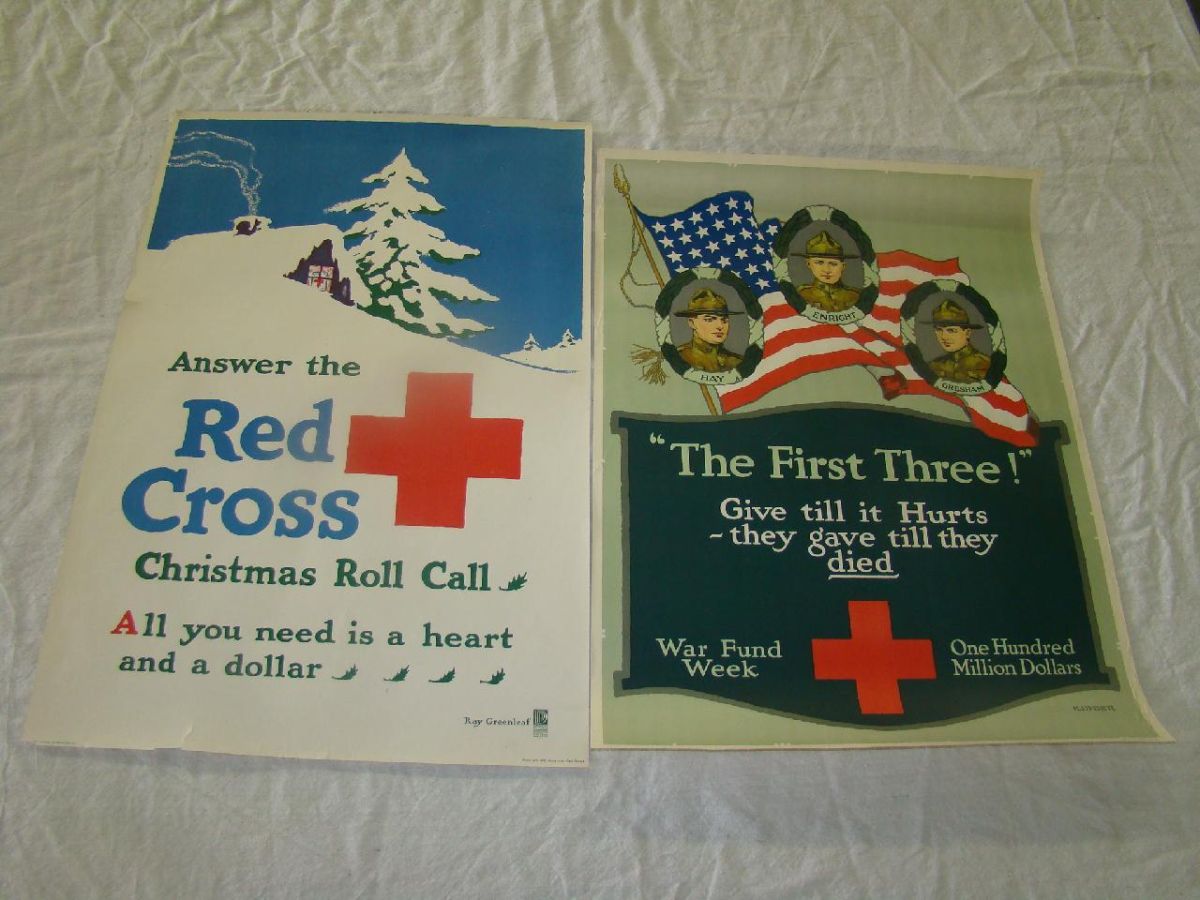 Answer the
Red
Cross
Christmas Roll Call
All you need is a heart
and a dollar
Ray Greenleaf
HAY
ENRIGHT
GRESHAM
"The First Three!"
Give till it Hurts
- they gave till they
died
War Fund
Week
One Hundred
Million Dollars